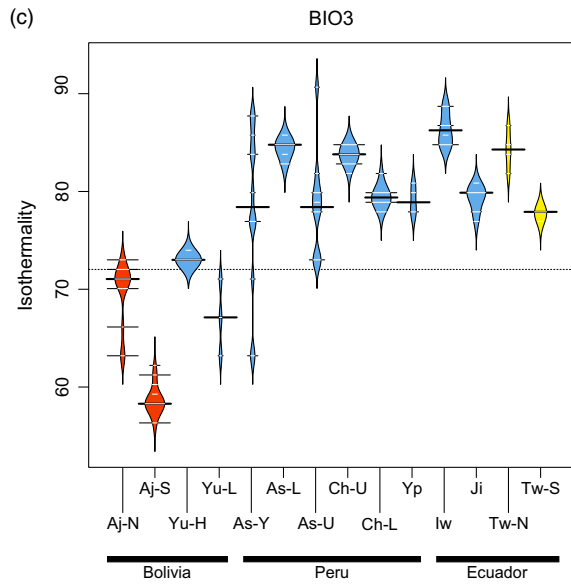 (c)
BIO3
Isothermality
90
80
70
60
Aj-S Yu-L As-L Ch-U Yp Ji Tw-S
Aj-N Yu-H As-Y As-U Ch-L Iw Tw-N
Bolivia Peru Ecuador